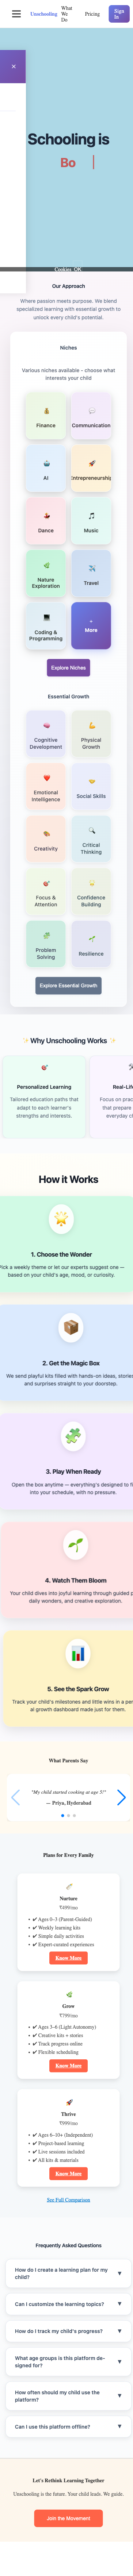 Unschooling
What
We
Do
Pricing
Sign
In
×
Schooling is
Bo
Cookies OK
Our Approach
Where passion meets purpose. We blend
specialized learning with essential growth to
unlock every child's potential.
Niches
Various niches available - choose what
interests your child
Finance
Communication
AI
Entrepreneurship
Dance
Music
Nature
Exploration
Travel
Coding &
Programming
+
More
Explore Niches
Essential Growth
Cognitive
Development
Physical
Growth
Emotional
Intelligence
Social Skills
Creativity
Critical
Thinking
Focus &
Attention
Confidence
Building
Problem
Solving
Resilience
Explore Essential Growth
✨ Why Unschooling Works ✨
Personalized Learning
Tailored education paths that
adapt to each learner's
strengths and interests.
Real-Life
Focus on prac
that prepare
everyday c
How it Works
1. Choose the Wonder
Pick a weekly theme or let our experts suggest one —
based on your child's age, mood, or curiosity.
2. Get the Magic Box
We send playful kits filled with hands-on ideas, stories,
and surprises right to your doorstep.
3. Play When Ready
Open the box anytime — everything's designed to fit
into your schedule, with no pressure.
4. Watch Them Bloom
Your child dives into joyful learning through guided p
daily wonders, and creative exploration.
5. See the Spark Grow
Track your child's milestones and little wins in a per
al growth dashboard made just for them.
What Parents Say
"My child started cooking at age 5!"
— Priya, Hyderabad
Plans for Every Family
Nurture
₹499/mo
✔ Ages 0–3 (Parent-Guided)
✔ Weekly learning kits
✔ Simple daily activities
✔ Expert-curated experiences
Know More
Grow
₹799/mo
✔ Ages 3–6 (Light Autonomy)
✔ Creative kits + stories
✔ Track progress online
✔ Flexible scheduling
Know More
Thrive
₹999/mo
✔ Ages 6–10+ (Independent)
✔ Project-based learning
✔ Live sessions included
✔ All kits & materials
Know More
See Full Comparison
Frequently Asked Questions
How do I create a learning plan for my
child?
Can I customize the learning topics?
How do I track my child's progress?
What age groups is this platform de-
signed for?
How often should my child use the
platform?
Can I use this platform offline?
Let's Rethink Learning Together
Unschooling is the future. Your child leads. We guide.
Join the Movement